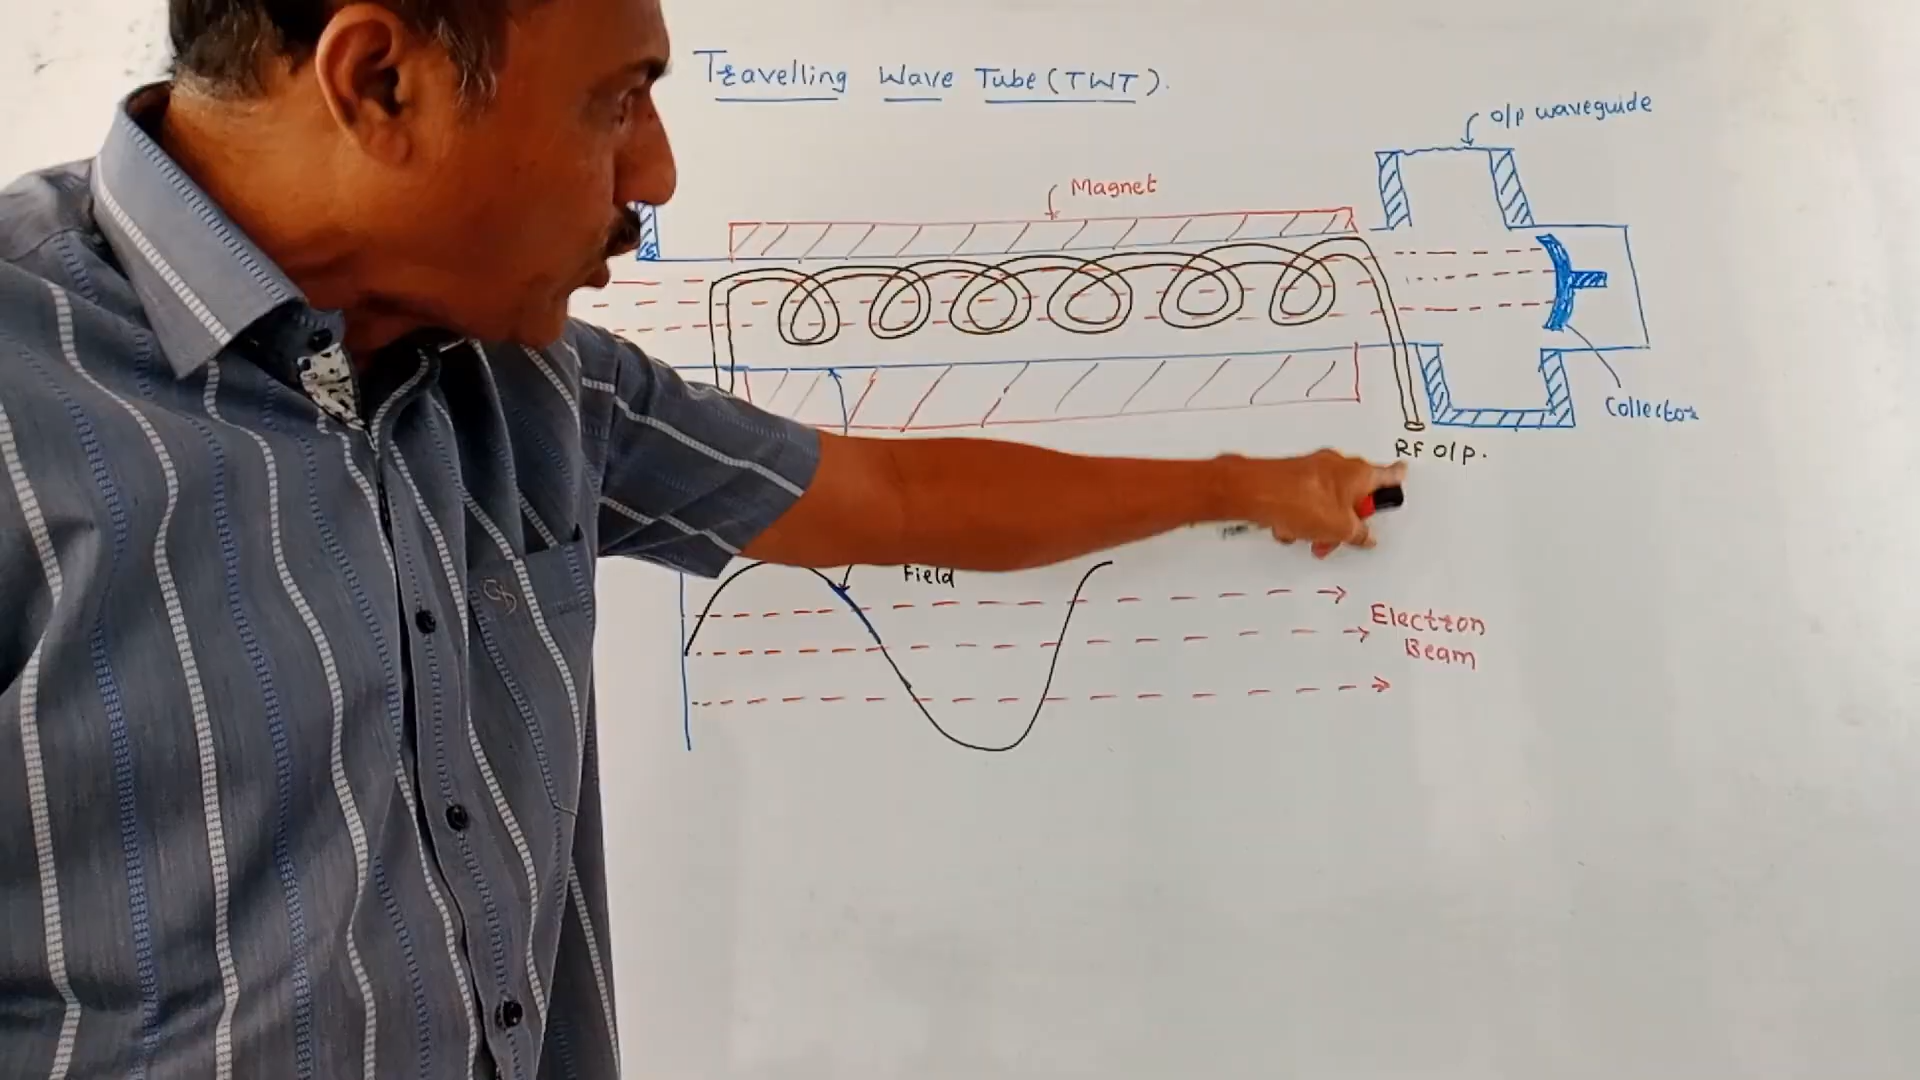 Travelling Wave Tube (TWT).
o/p waveguide
Magnet
Collector
RF o/p.
Field
Electron
Beam